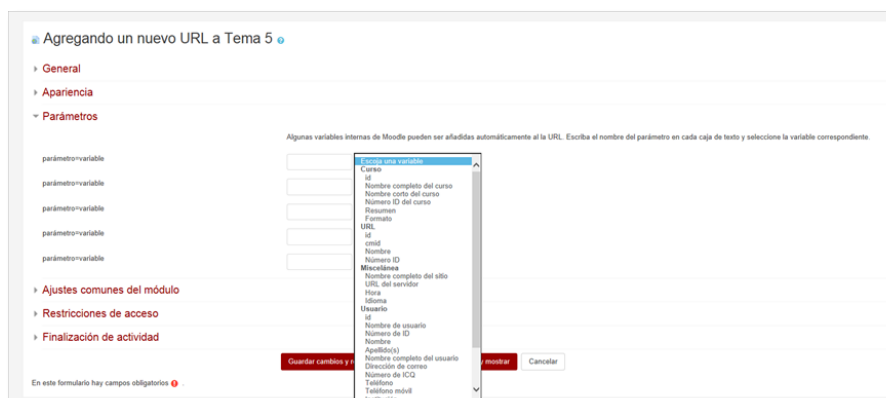 Agregando un nuevo URL a Tema 5
General
Apariencia
Parámetros
Algunas variables internas de Moodle pueden ser añadidas automáticamente al la URL. Escriba el nombre del parámetro en cada caja de texto y seleccione la variable correspondiente.
parámetro=variable
parámetro=variable
parámetro=variable
parámetro=variable
parámetro=variable
Escoja una variable
Curso
id
Nombre completo del curso
Nombre corto del curso
Número ID del curso
Resumen
Formato
URL
id
cmid
Nombre
Número ID
Miscelánea
Nombre completo del sitio
URL del servidor
Hora
Idioma
Usuario
id
Nombre de usuario
Número de ID
Nombre
Apellido(s)
Nombre completo del usuario
Dirección de correo
Número de ICQ
Teléfono
Teléfono móvil
Ajustes comunes del módulo
Restricciones de acceso
Finalización de actividad
Guardar cambios y
mostrar
Cancelar
En este formulario hay campos obligatorios